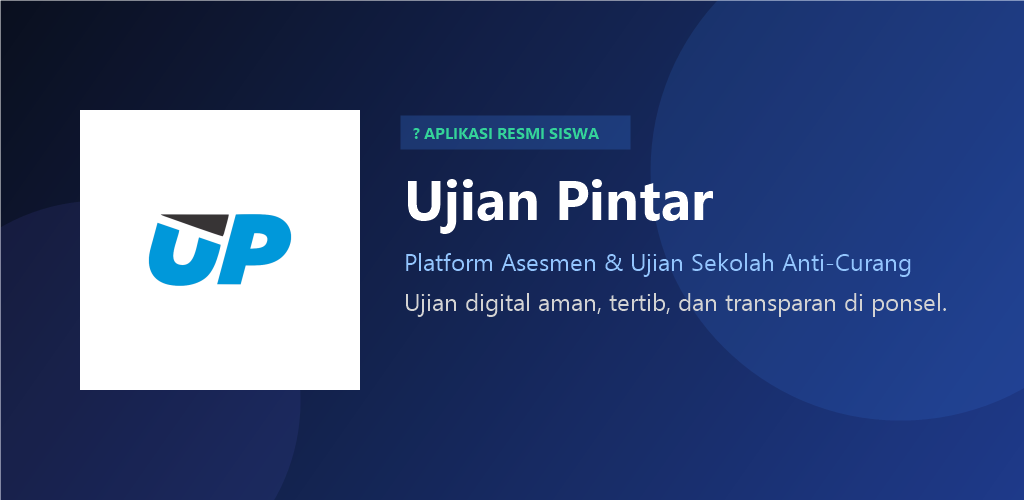 UP
? APLIKASI RESMI SISWA
Ujian Pintar
Platform Asesmen & Ujian Sekolah Anti-Curang
Ujian digital aman, tertib, dan transparan di ponsel.